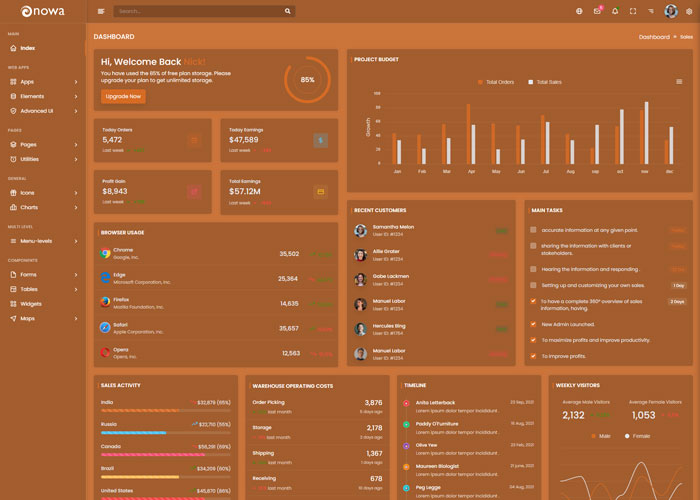 nowa
Search...
MAIN
Index
WEB APPS
Apps
Elements
Advanced UI
PAGES
Pages
Utilities
GENERAL
Icons
Charts
MULTI LEVEL
Menu-levels
COMPONENTS
Forms
Tables
Widgets
Maps
DASHBOARD
Dashboard
Sales
Hi, Welcome Back Nick!
You have used the 85% of free plan storage. Please
upgrade your plan to get unlimited storage.
Upgrade Now
85%
Today Orders
5,472
Last week
Today Earnings
$47,589
Last week
Profit Gain
$8,943
Last week
Total Earnings
$57.12M
Last week
PROJECT BUDGET
Total Orders
Total Sales
Growth
100
80
60
40
20
0
Jan
Feb
Mar
Apr
May
Jun
Jul
Aug
sep
oct
nov
dec
BROWSER USAGE
Chrome
Google, Inc.
35,502
Edge
Microsoft Corporation, Inc.
25,364
Firefox
Mozilla Foundation, Inc.
14,635
Safari
Apple Corporation, Inc.
35,657
Opera
Opera, Inc.
12,563
RECENT CUSTOMERS
Samantha Melon
User ID: #1234
Allie Grater
User ID: #1234
Gabe Lackmen
User ID: #1234
Manuel Labor
User ID: #1234
Hercules Bing
User ID: #1754
Manuel Labor
User ID: #1234
MAIN TASKS
accurate information at any given point.
sharing the information with clients or
stakeholders.
Hearing the information and responding .
Setting up and customizing your own sales.
1 Day
To have a complete 360° overview of sales
information, having.
2 Days
New Admin Launched.
To maximize profits and improve productivity.
To improve profits.
SALES ACTIVITY
India
$32,879 (65%)
Russia
$22,710 (55%)
Canada
$56,291 (69%)
Brazil
$34,209 (60%)
United States
$45,870 (86%)
WAREHOUSE OPERATING COSTS
Order Picking
3,876
last month
5 days ago
Storage
2,178
last month
2 days ago
Shipping
1,367
last month
1 days ago
Receiving
678
last month
10 days ago
TIMELINE
Anita Letterback
23 Sep, 2021
Lorem ipsum dolor tempor incididunt .
Paddy O'Furniture
16 Aug, 2021
Lorem ipsum dolor tempor incididunt .
Olive Yew
23 Feb, 2021
Lorem ipsum dolor tempor incididunt .
Maureen Biologist
21 june, 2021
Lorem ipsum dolor tempor incididunt .
Peg Legge
04 Aug, 2021
Lorem ipsum dolor tempor incididunt .
WEEKLY VISITORS
Average Male Visitors
2,132
Average Female Visitors
1,053
Male
Female